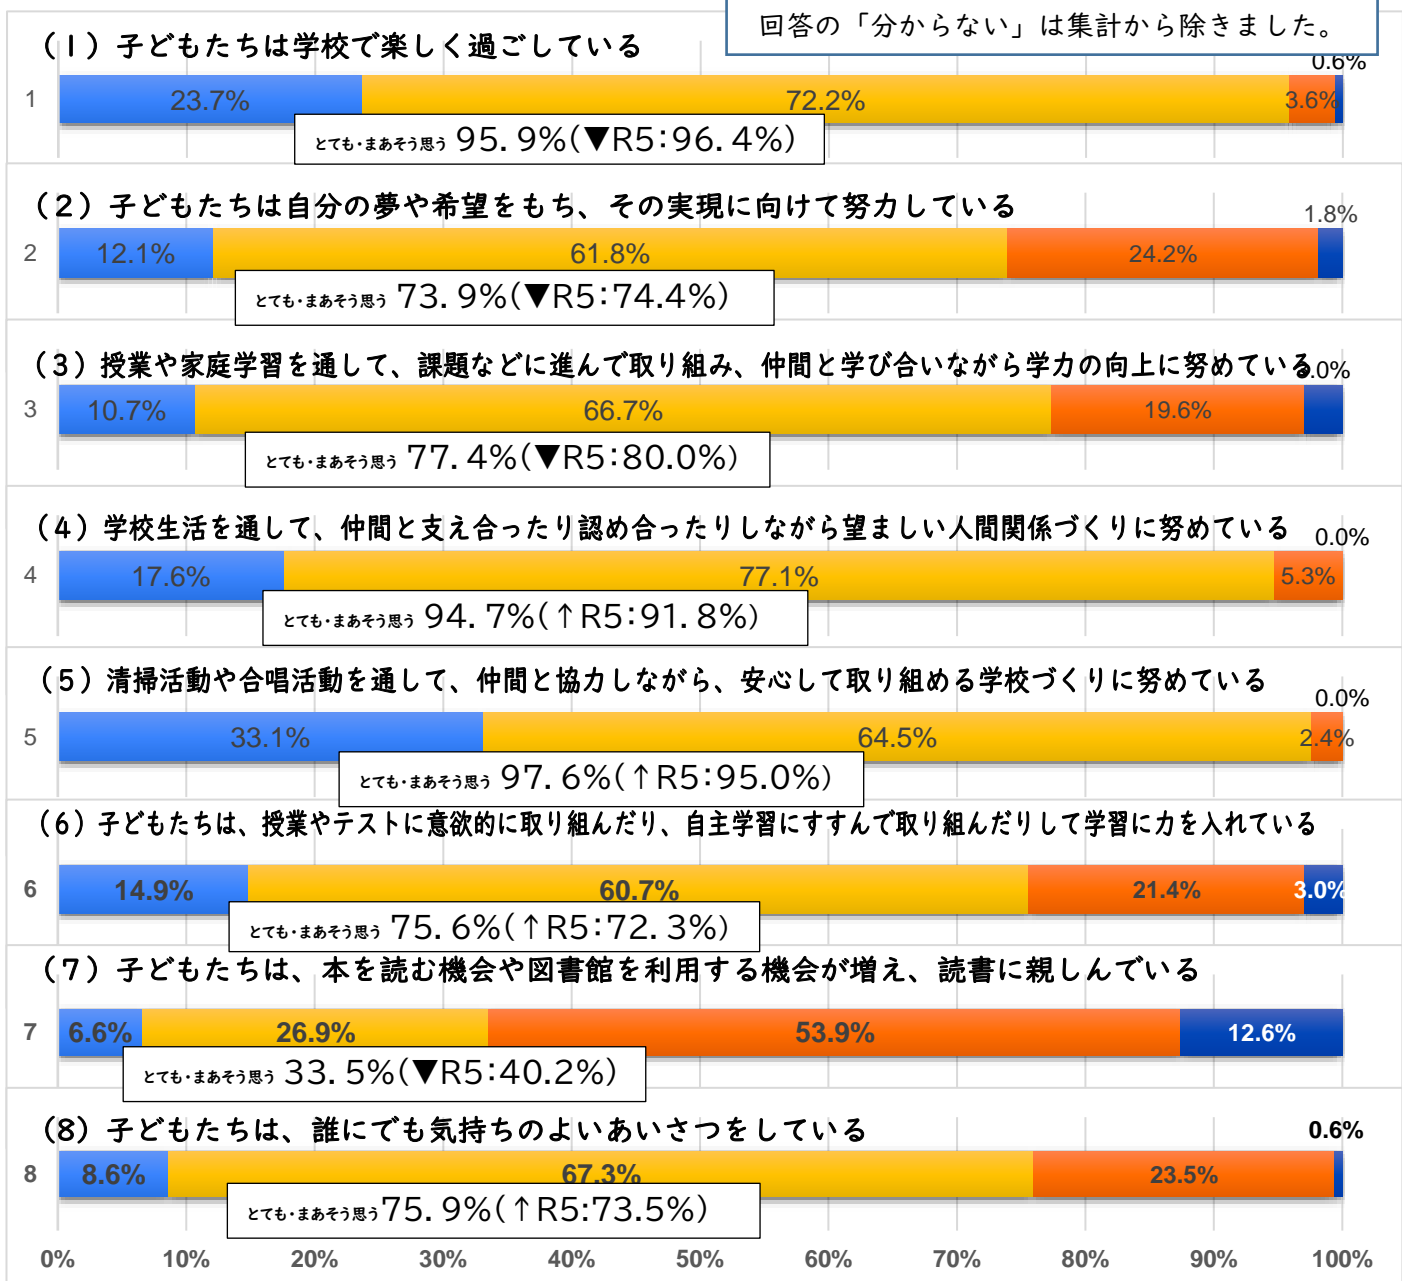 回答の「分からない」は集計から除きました。
(1)子どもたちは学校で楽しく過ごしている
0.6%
1 23.7% 72.2% 3.6%
とても・まあそう思う 95.9%(▼R5:96.4%)
(2)子どもたちは自分の夢や希望をもち、その実現に向けて努力している
1.8%
2 12.1% 61.8% 24.2%
とても・まあそう思う 73.9%(▼R5:74.4%)
(3)授業や家庭学習を通して、課題などに進んで取り組み、仲間と学び合いながら学力の向上に努めている
.0%
3 10.7% 66.7% 19.6%
とても・まあそう思う 77.4%(▼R5:80.0%)
(4)学校生活を通して、仲間と支え合ったり認め合ったりしながら望ましい人間関係づくりに努めている
0.0%
4 17.6% 77.1% 5.3%
とても・まあそう思う 94.7%(↑R5:91.8%)
(5)清掃活動や合唱活動を通して、仲間と協力しながら、安心して取り組める学校づくりに努めている
0.0%
5 33.1% 64.5% 2.4%
とても・まあそう思う 97.6%(↑R5:95.0%)
(6)子どもたちは、授業やテストに意欲的に取り組んだり、自主学習にすすんで取り組んだりして学習に力を入れている
6 14.9% 60.7% 21.4% 3.0%
とても・まあそう思う 75.6%(↑R5:72.3%)
(7)子どもたちは、本を読む機会や図書館を利用する機会が増え、読書に親しんでいる
7 6.6% 26.9% 53.9% 12.6%
とても・まあそう思う 33.5%(▼R5:40.2%)
(8)子どもたちは、誰にでも気持ちのよいあいさつをしている
0.6%
8 8.6% 67.3% 23.5%
とても・まあそう思う 75.9%(↑R5:73.5%)
0% 10% 20% 30% 40% 50% 60% 70% 80% 90% 100%